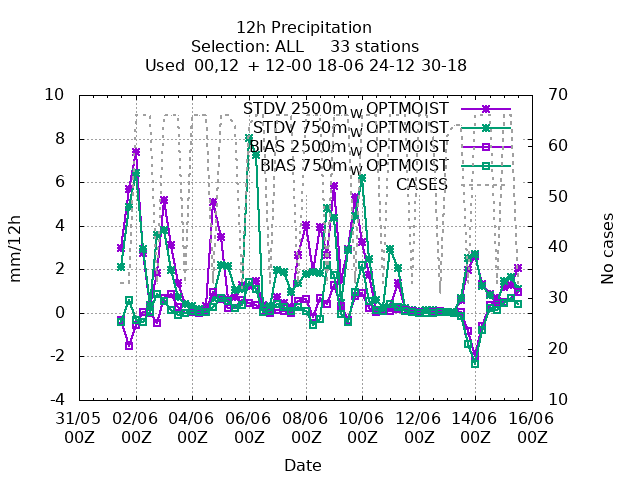 12h Precipitation
Selection: ALL 33 stations
Used 00,12 + 12-00 18-06 24-12 30-18
10 70
STDV 2500m_W OPTMOIST
STDV 750m_W OPTMOIST
8 60
BIAS 2500m_W OPTMOIST
BIAS 750m_W OPTMOIST
CASES
6 50
4 40
mm/12h
No cases
2
0 30
-2 20
-4 10
31/05 02/06 04/06 06/06 08/06 10/06 12/06 14/06 16/06
00Z 00Z 00Z 00Z 00Z 00Z 00Z 00Z 00Z
Date